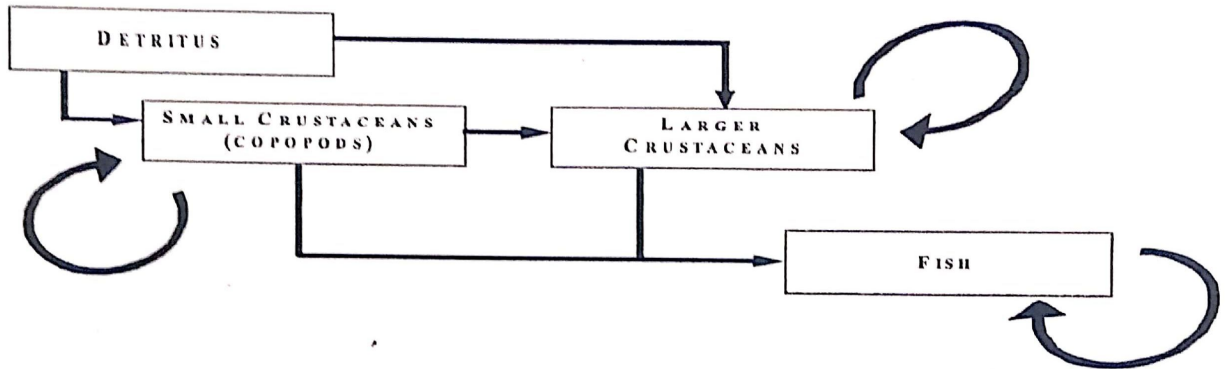 DETRITUS
SMALL CRUSTACEANS
(COPOPODS)
LARGER
CRUSTACEANS
FISH